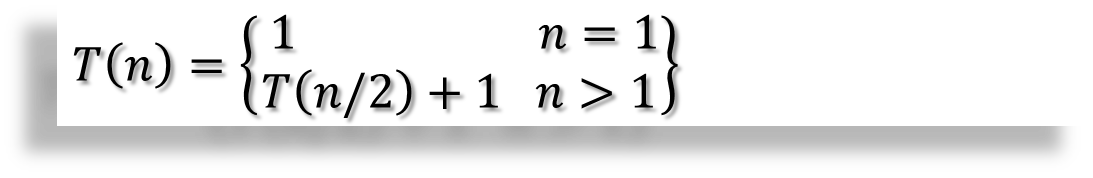 T(n) = {1 n = 1
T(n/2) + 1 n > 1}